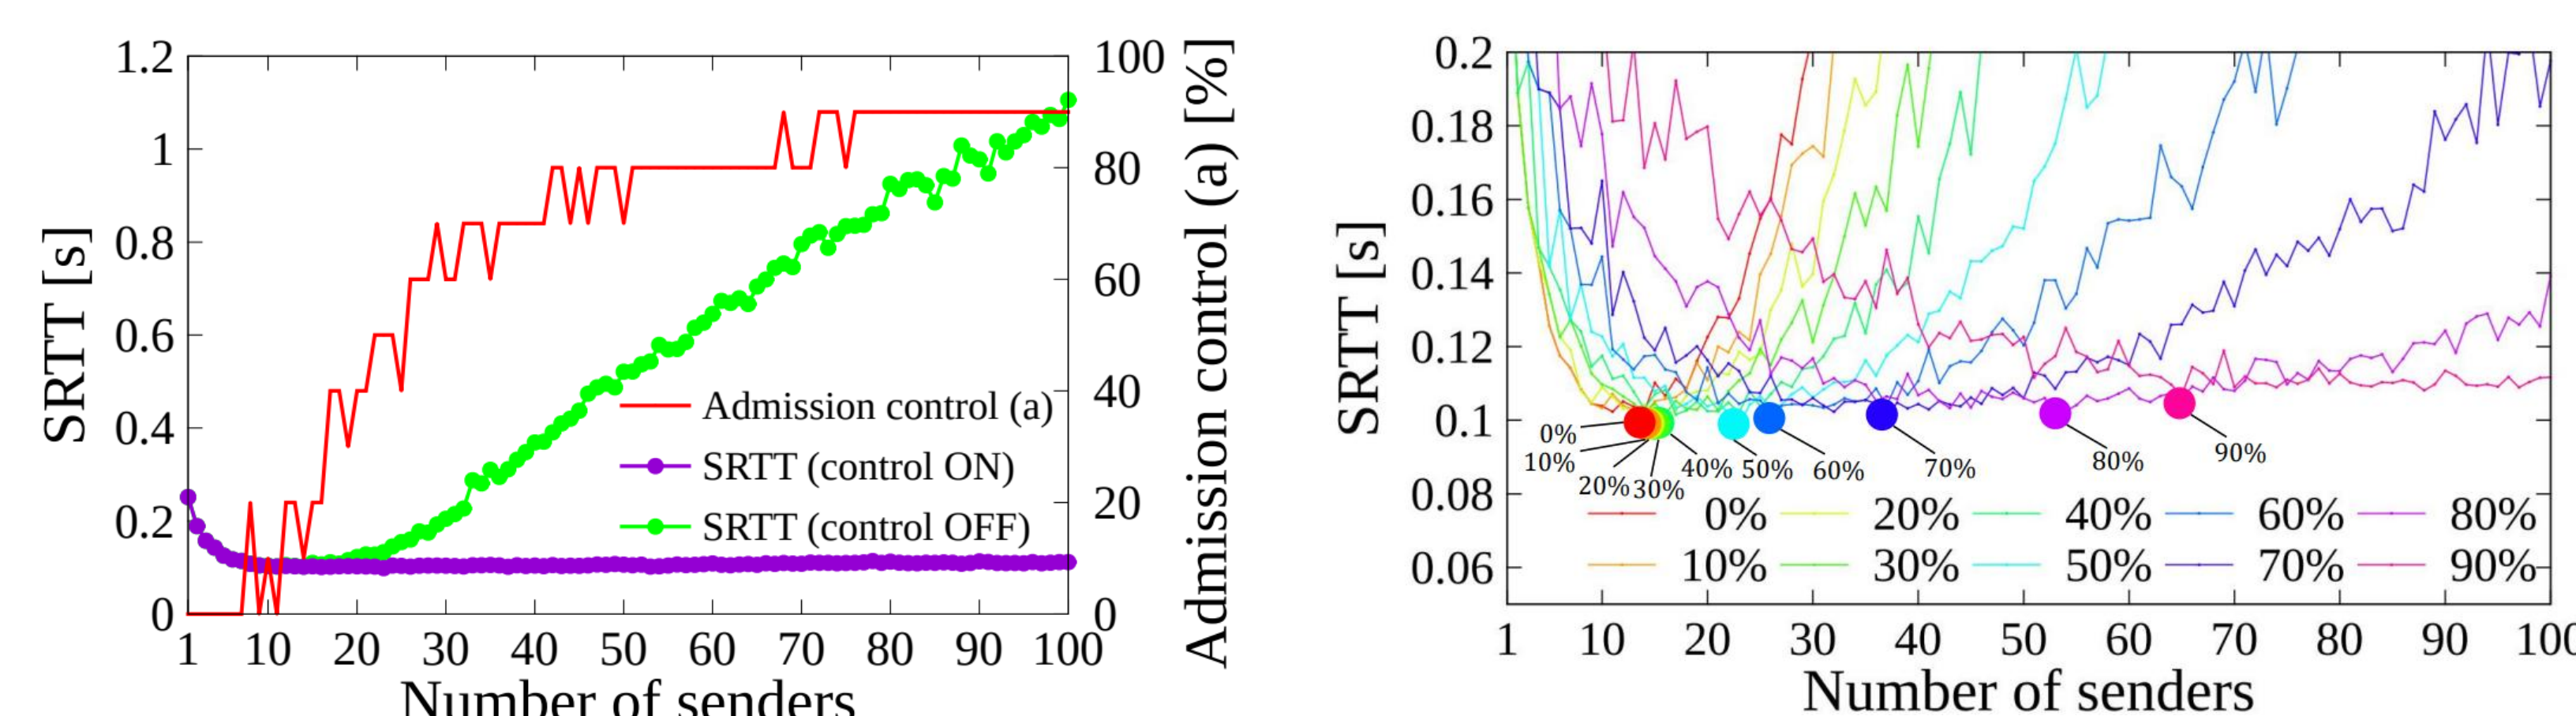 SRTT [s]
1.2
1
0.8
0.6
0.4
0.2
0
100
80
60
40
20
0
Admission control (a) [%]
Admission control (a)
SRTT (control ON)
SRTT (control OFF)
1 10 20 30 40 50 60 70 80 90 100
Number of senders
SRTT [s]
0.2
0.18
0.16
0.14
0.12
0.1
0.08
0.06
0%
10%
20%
30%
40%
50%
60%
70%
80%
90%
0% 20% 40% 60% 80%
10% 30% 50% 70% 90%
1 10 20 30 40 50 60 70 80 90 100
Number of senders